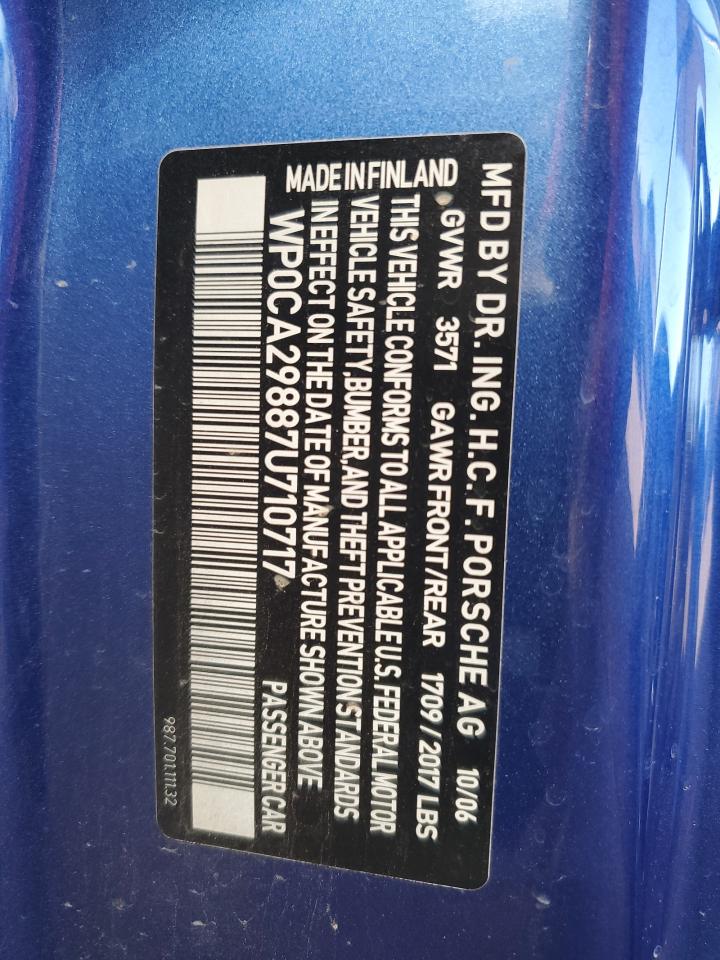 MFD BY DR. ING. H.C. F. PORSCHE AG 10/06
GVWR 3571 GAWR FRONT/REAR 1709 / 2017 LBS
THIS VEHICLE CONFORMS TO ALL APPLICABLE U.S. FEDERAL MOTOR
VEHICLE SAFETY, BUMBER, AND THEFT PREVENTION STANDARDS
IN EFFECT ON THE DATE OF MANUFACTURE SHOWN ABOVE
MADE IN FINLAND
WP0CA29887U710717 PASSENGER CAR
987.701.111.32